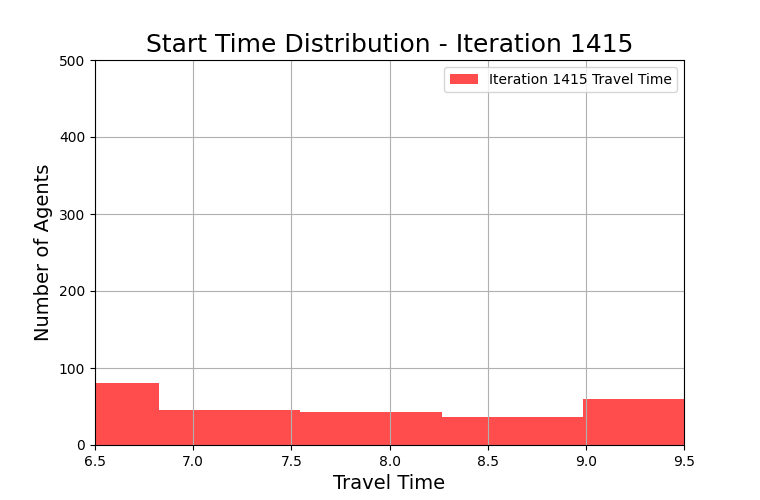 Start Time Distribution - Iteration 1415
Iteration 1415 Travel Time
Number of Agents
500
400
300
200
100
0
6.5 7.0 7.5 8.0 8.5 9.0 9.5
Travel Time